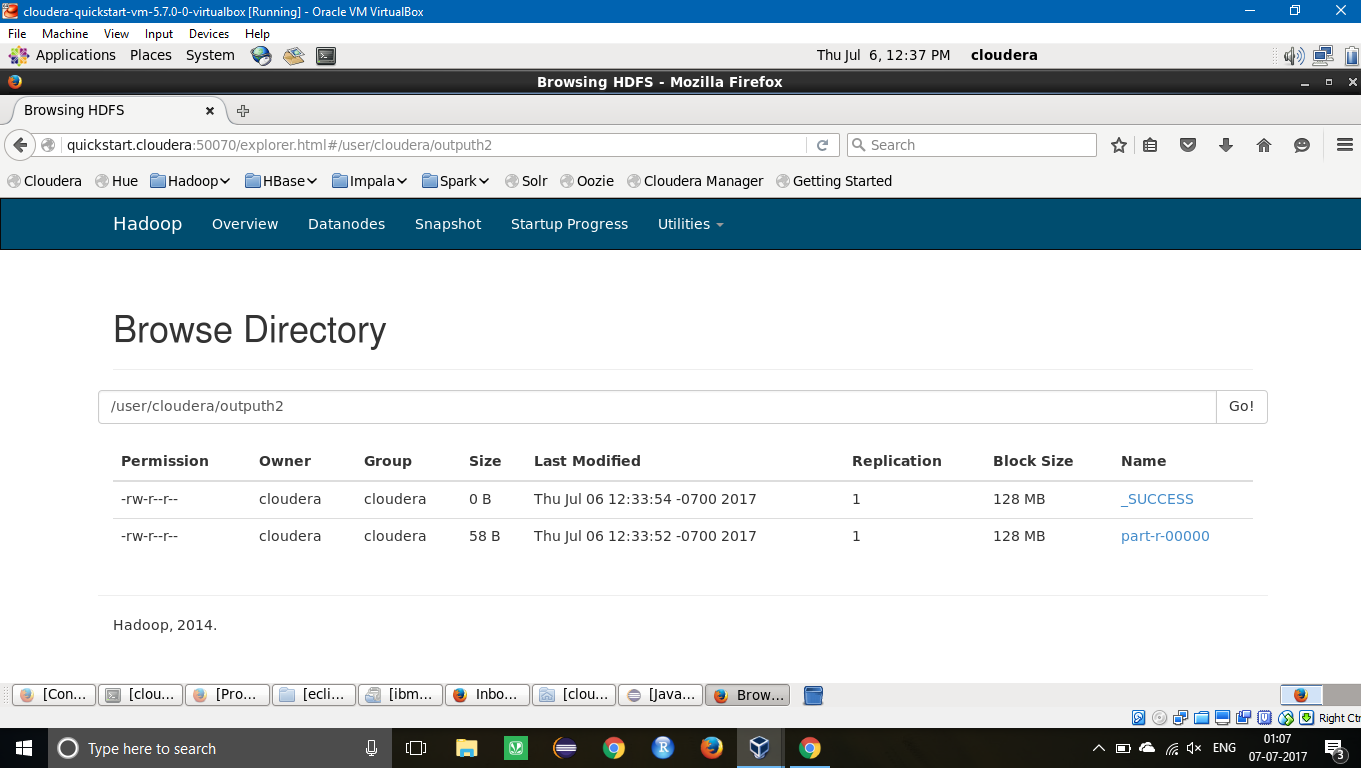 cloudera-quickstart-vm-5.7.0-0-virtualbox [Running] - Oracle VM VirtualBox
File Machine View Input Devices Help
Applications Places System Thu Jul 6, 12:37 PM cloudera
Browsing HDFS - Mozilla Firefox
Browsing HDFS
quickstart.cloudera:50070/explorer.html#/user/cloudera/outputh2 Search
Cloudera Hue Hadoop HBase Impala Spark Solr Oozie Cloudera Manager Getting Started
Hadoop Overview Datanodes Snapshot Startup Progress Utilities
Browse Directory
/user/cloudera/outputh2 Go!
Permission Owner Group Size Last Modified Replication Block Size Name
-rw-r--r-- cloudera cloudera 0 B Thu Jul 06 12:33:54 -0700 2017 1 128 MB _SUCCESS
-rw-r--r-- cloudera cloudera 58 B Thu Jul 06 12:33:52 -0700 2017 1 128 MB part-r-00000
Hadoop, 2014.
[Con... [clou... [Pro... [ecli... [ibm... Inbo... [clou... [Java... Brow...
Right Ctr
Type here to search R ENG 01:07
07-07-2017 3